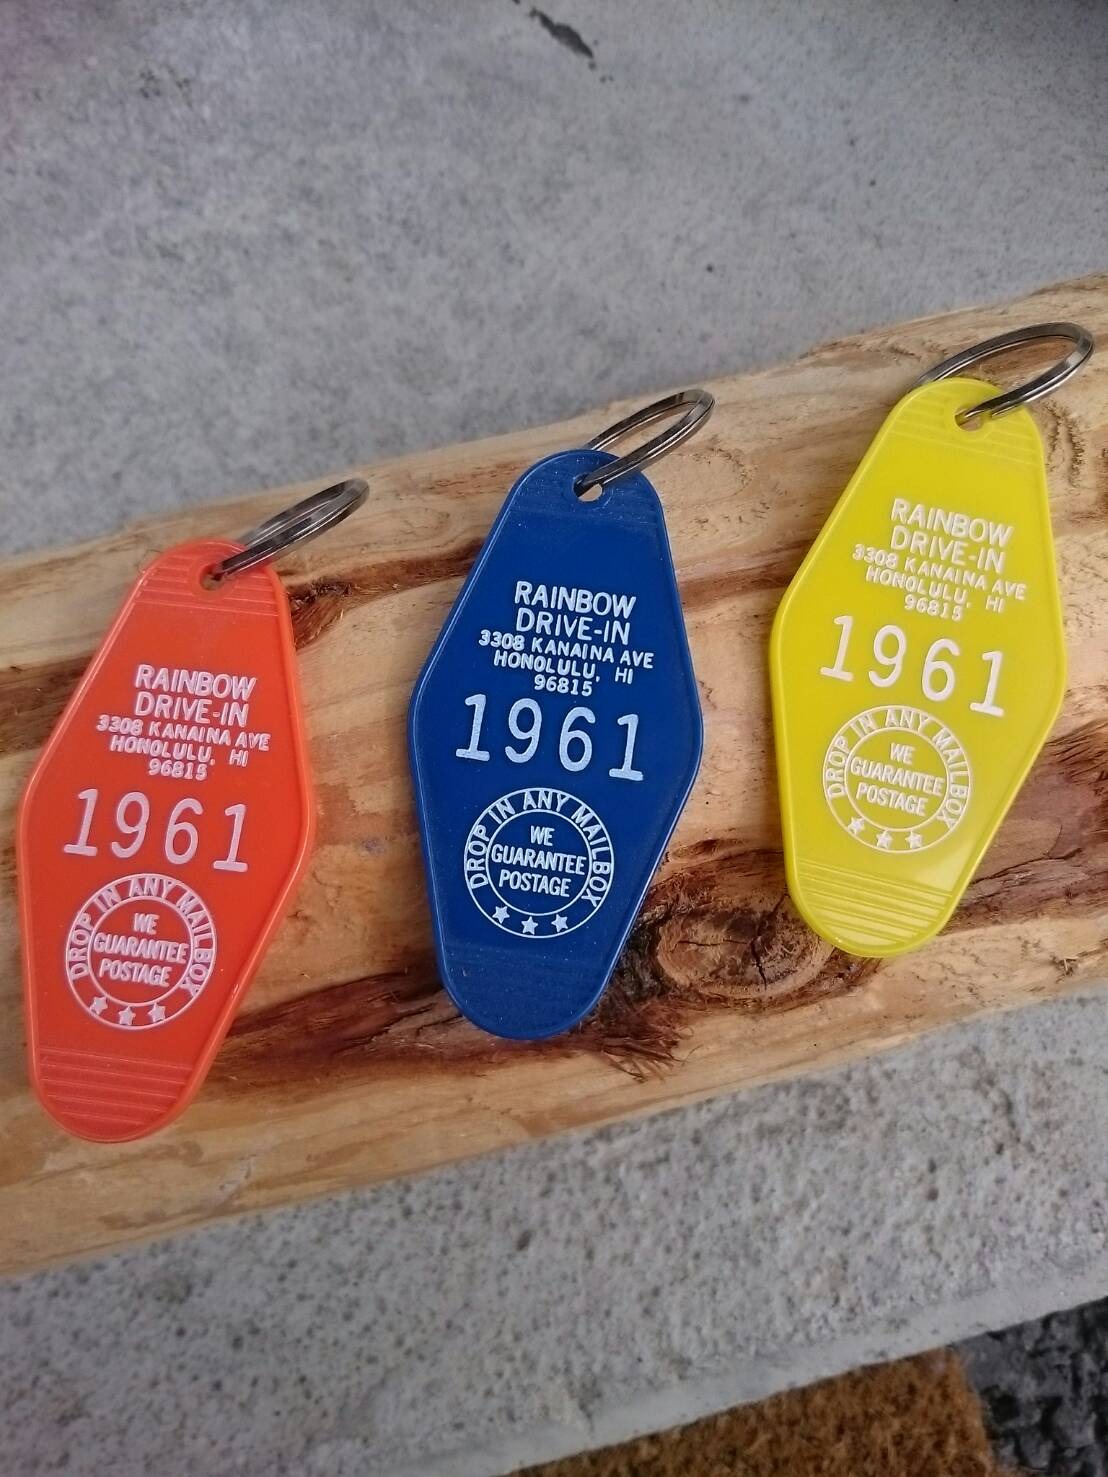 RAINBOW
DRIVE-IN
3308 KANAINA AVE
HONOLULU, HI
96815
1961
DROP IN ANY MAILBOX
WE
GUARANTEE
POSTAGE
RAINBOW
DRIVE-IN
3308 KANAINA AVE
HONOLULU, HI
96815
1961
DROP IN ANY MAILBOX
WE
GUARANTEE
POSTAGE
RAINBOW
DRIVE-IN
3308 KANAINA AVE
HONOLULU, HI
96815
1961
DROP IN ANY MAILBOX
WE
GUARANTEE
POSTAGE